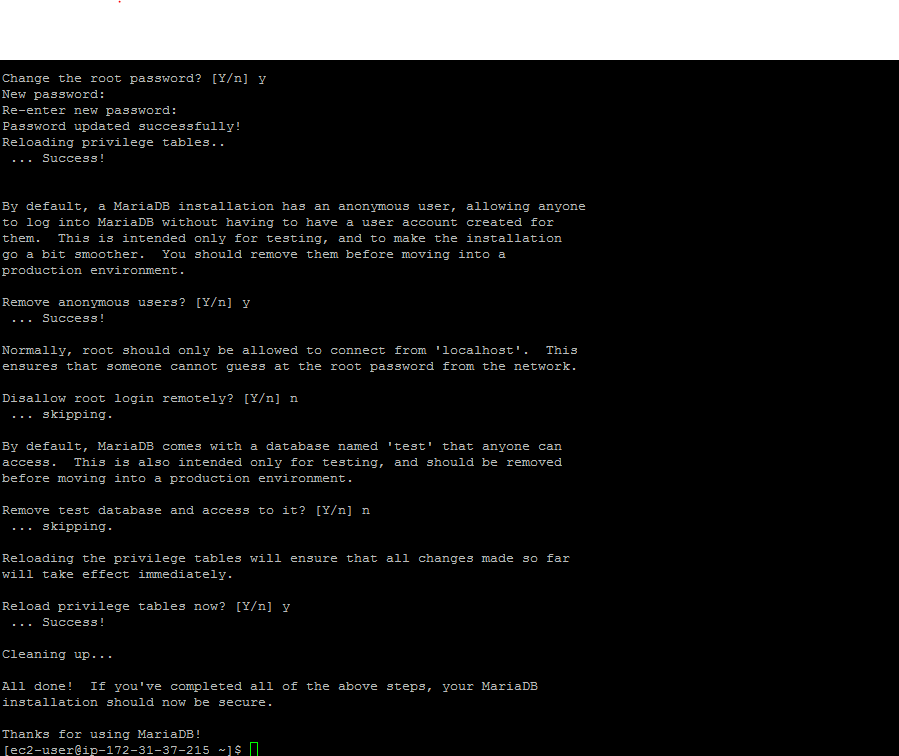 Change the root password? [Y/n] y
New password:
Re-enter new password:
Password updated successfully!
Reloading privilege tables..
 ... Success!
By default, a MariaDB installation has an anonymous user, allowing anyone
to log into MariaDB without having to have a user account created for
them.  This is intended only for testing, and to make the installation
go a bit smoother.  You should remove them before moving into a
production environment.
Remove anonymous users? [Y/n] y
 ... Success!
Normally, root should only be allowed to connect from 'localhost'.  This
ensures that someone cannot guess at the root password from the network.
Disallow root login remotely? [Y/n] n
 ... skipping.
By default, MariaDB comes with a database named 'test' that anyone can
access.  This is also intended only for testing, and should be removed
before moving into a production environment.
Remove test database and access to it? [Y/n] n
 ... skipping.
Reloading the privilege tables will ensure that all changes made so far
will take effect immediately.
Reload privilege tables now? [Y/n] y
 ... Success!
Cleaning up...
All done!  If you've completed all of the above steps, your MariaDB
installation should now be secure.
Thanks for using MariaDB!
[ec2-user@ip-172-31-37-215 ~]$